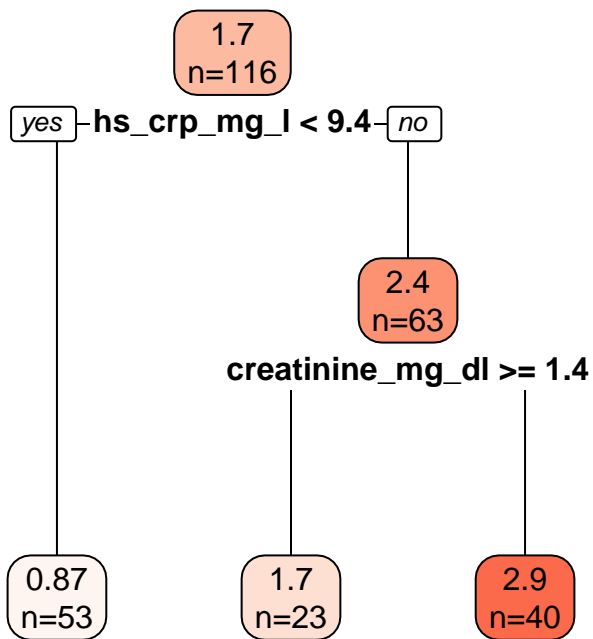 1.7
n=116
yes hs_crp_mg_l < 9.4 no
2.4
n=63
creatinine_mg_dl >= 1.4
0.87
n=53
1.7
n=23
2.9
n=40